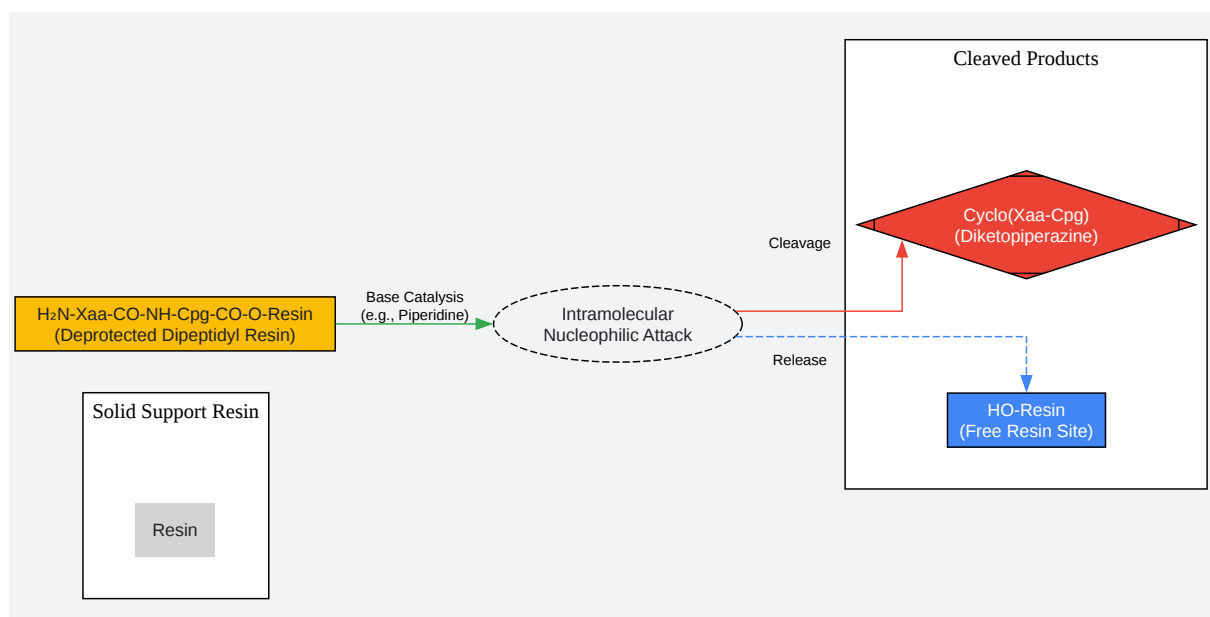 Cleaved Products
Cyclo(Xaa-Cpg)
(Diketopiperazine)
Cleavage
Base Catalysis
(e.g., Piperidine)
H₂N-Xaa-CO-NH-Cpg-CO-O-Resin
(Deprotected Dipeptidyl Resin)
Intramolecular
Nucleophilic Attack
Release
Solid Support Resin
HO-Resin
(Free Resin Site)
Resin